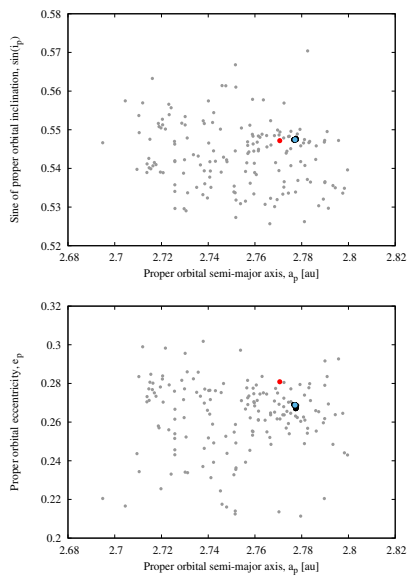 0.58
0.57
0.56
0.55
0.54
0.53
0.52
2.68 2.7 2.72 2.74 2.76 2.78 2.8 2.82
Sine of proper orbital inclination, sin(i_p)
Proper orbital semi-major axis, a_p [au]
0.32
0.3
0.28
0.26
0.24
0.22
0.2
2.68 2.7 2.72 2.74 2.76 2.78 2.8 2.82
Proper orbital eccentricity, e_p
Proper orbital semi-major axis, a_p [au]